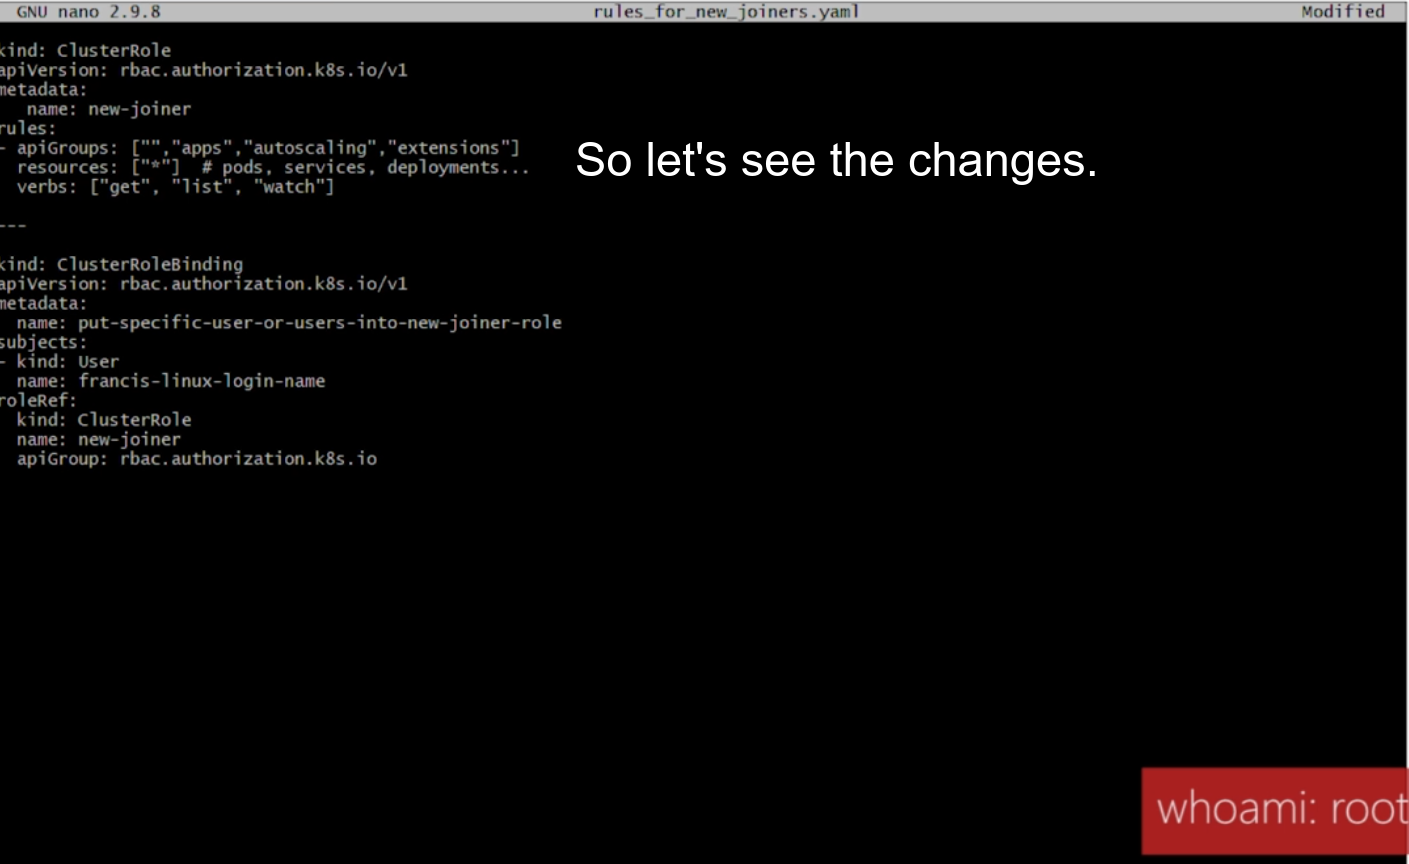 GNU nano 2.9.8 rules_for_new_joiners.yaml Modified
kind: ClusterRole
apiVersion: rbac.authorization.k8s.io/v1
metadata:
name: new-joiner
rules:
- apiGroups: ["","apps","autoscaling","extensions"]
resources: ["*"] # pods, services, deployments...
verbs: ["get", "list", "watch"]
So let's see the changes.
---
kind: ClusterRoleBinding
apiVersion: rbac.authorization.k8s.io/v1
metadata:
name: put-specific-user-or-users-into-new-joiner-role
subjects:
- kind: User
name: francis-linux-login-name
roleRef:
kind: ClusterRole
name: new-joiner
apiGroup: rbac.authorization.k8s.io
whoami: root